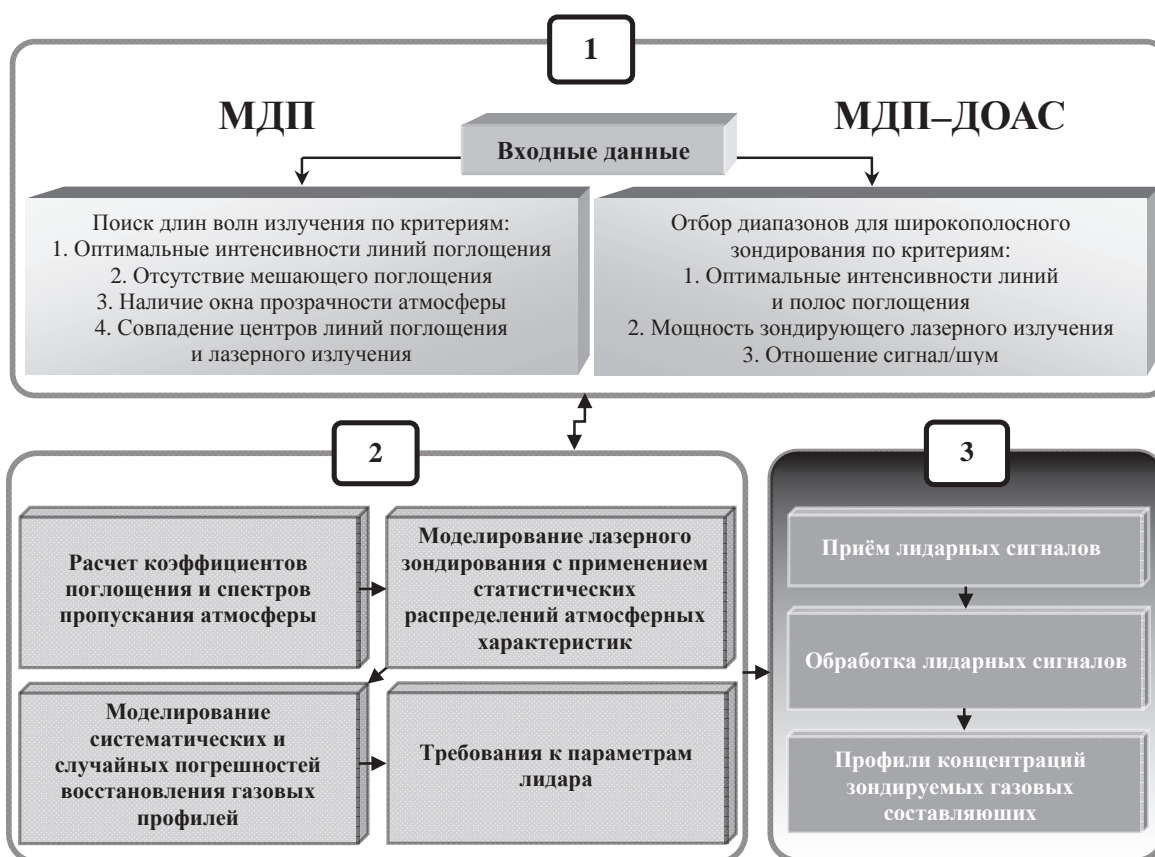 1
МДП
МДП–ДОАС
Входные данные
Поиск длин волн излучения по критериям:
1. Оптимальные интенсивности линий поглощения
2. Отсутствие мешающего поглощения
3. Наличие окна прозрачности атмосферы
4. Совпадение центров линий поглощения
и лазерного излучения
Отбор диапазонов для широкополосного
зондирования по критериям:
1. Оптимальные интенсивности линий
и полос поглощения
2. Мощность зондирующего лазерного излучения
3. Отношение сигнал/шум
2
Расчет коэффициентов
поглощения и спектров
пропускания атмосферы
Моделирование лазерного
зондирования с применением
статистических
распределений атмосферных
характеристик
Моделирование
систематических и
случайных погрешностей
восстановления газовых
профилей
Требования к параметрам
лидара
3
Приём лидарных сигналов
Обработка лидарных сигналов
Профили концентраций
зондируемых газовых
составляюших